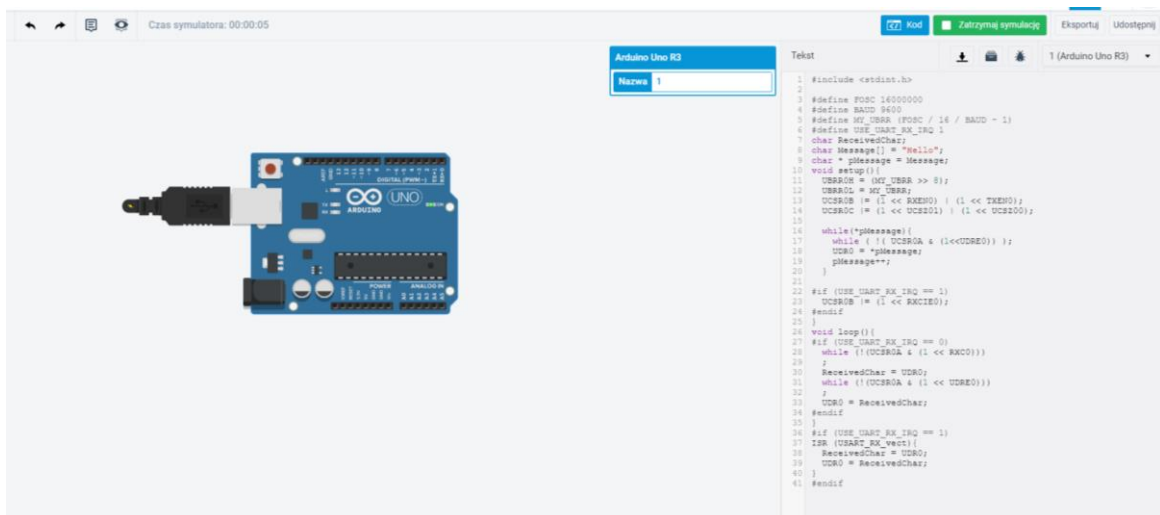 Czas symulatora: 00:00:05
Kod
Zatrzymaj symulację
Eksportuj
Udostępnij
Arduino Uno R3
Nazwa 1
Tekst
1 (Arduino Uno R3)
1 #include <stdint.h>
2
3 #define FOSC 16000000
4 #define BAUD 9600
5 #define MY_UBRR (FOSC / 16 / BAUD - 1)
6 #define USE_UART_RX_IRQ 1
7 char ReceivedChar;
8 char Message[] = "Hello";
9 char * pMessage = Message;
10 void setup(){
11 UBRR0H = (MY_UBRR >> 8);
12 UBRR0L = MY_UBRR;
13 UCSR0B |= (1 << RXEN0) | (1 << TXEN0);
14 UCSR0C |= (1 << UCSZ01) | (1 << UCSZ00);
15
16 while(*pMessage){
17 while ( !( UCSR0A & (1<<UDRE0)) );
18 UDR0 = *pMessage;
19 pMessage++;
20 }
21
22 #if (USE_UART_RX_IRQ == 1)
23 UCSR0B |= (1 << RXCIE0);
24 #endif
25 }
26 void loop(){
27 #if (USE_UART_RX_IRQ == 0)
28 while (!(UCSR0A & (1 << RXC0)))
29 ;
30 ReceivedChar = UDR0;
31 while (!(UCSR0A & (1 << UDRE0)))
32 ;
33 UDR0 = ReceivedChar;
34 #endif
35 }
36 #if (USE_UART_RX_IRQ == 1)
37 ISR (USART_RX_vect){
38 ReceivedChar = UDR0;
39 UDR0 = ReceivedChar;
40 }
41 #endif
DIGITAL (PWM~)
UNO
ARDUINO
POWER
ANALOG IN